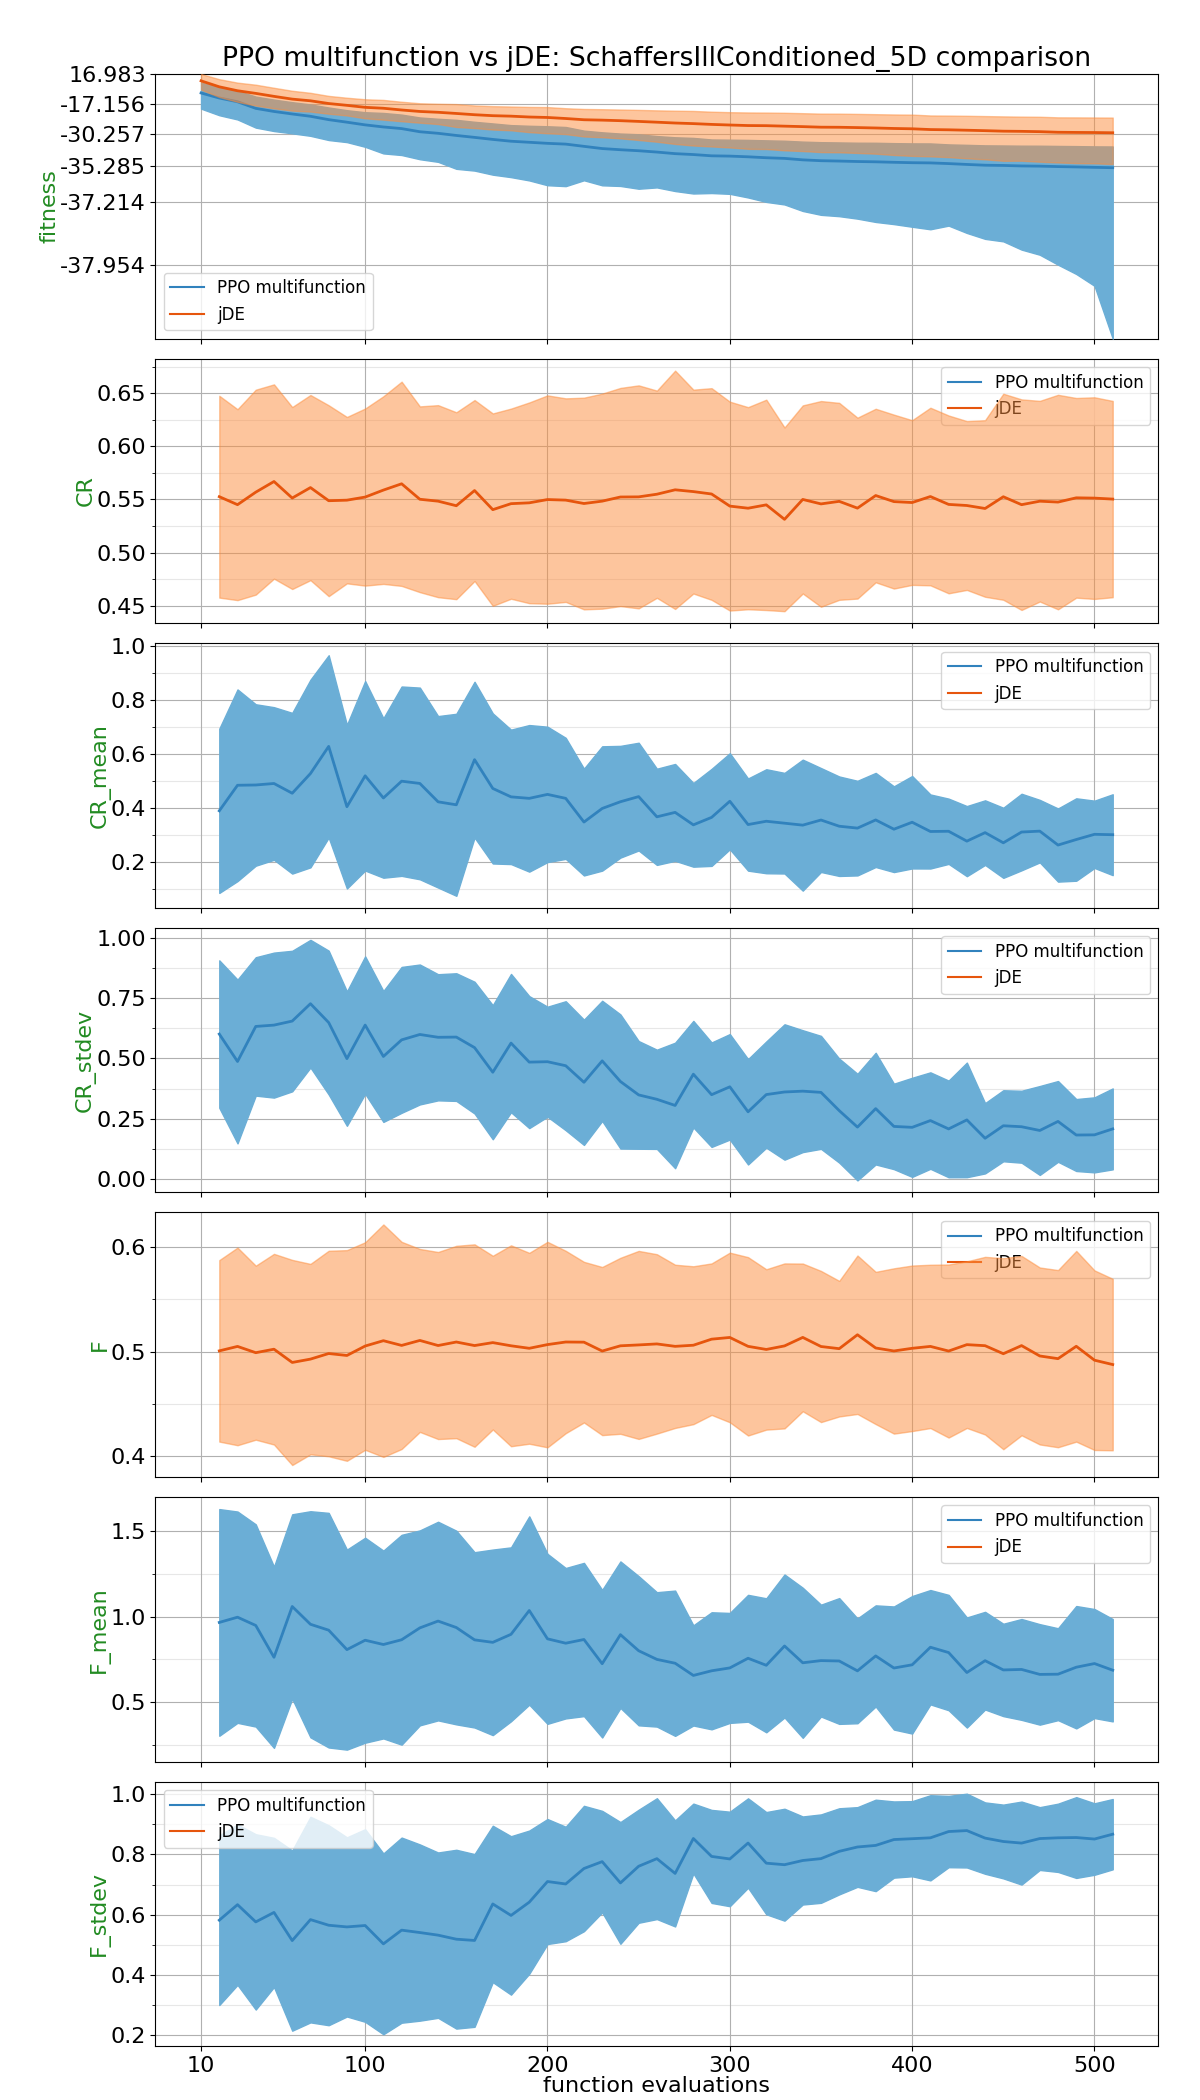 PPO multifunction vs jDE: SchaffersIllConditioned_5D comparison
16.983
-17.156
-30.257
-35.285
-37.214
-37.954
fitness
PPO multifunction
jDE
0.65
0.60
0.55
0.50
0.45
CR
PPO multifunction
jDE
1.0
0.8
0.6
0.4
0.2
CR_mean
PPO multifunction
jDE
1.00
0.75
0.50
0.25
0.00
CR_stdev
PPO multifunction
jDE
0.6
0.5
0.4
F
PPO multifunction
jDE
1.5
1.0
0.5
F_mean
PPO multifunction
jDE
1.0
0.8
0.6
0.4
0.2
F_stdev
PPO multifunction
jDE
10 100 200 300 400 500
function evaluations